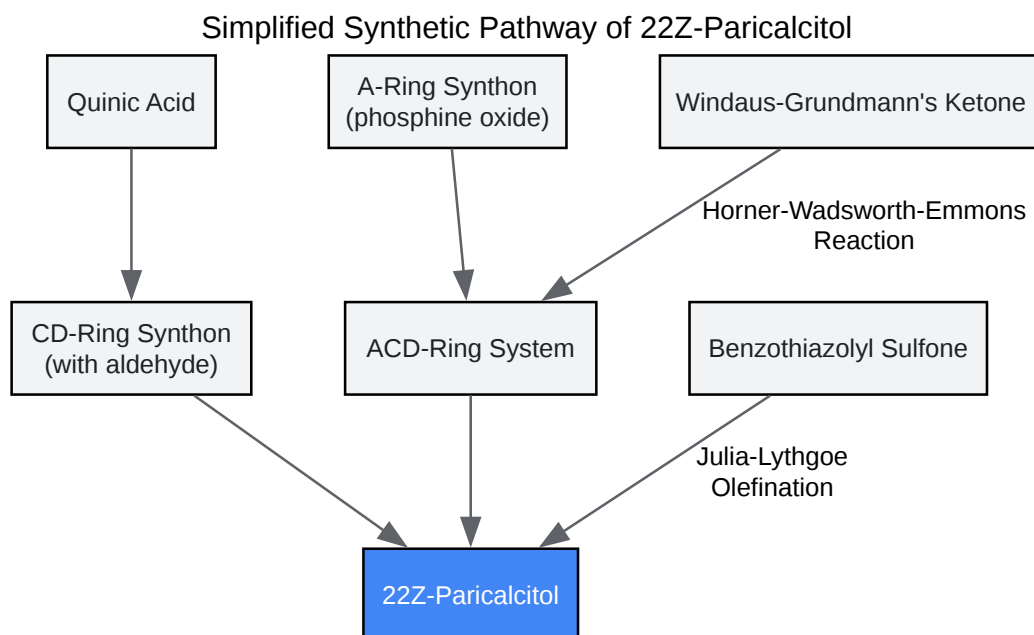 Simplified Synthetic Pathway of 22Z-Paricalcitol
Quinic Acid
A-Ring Synthon
(phosphine oxide)
Windaus-Grundmann's Ketone
Horner-Wadsworth-Emmons
Reaction
CD-Ring Synthon
(with aldehyde)
ACD-Ring System
Benzothiazolyl Sulfone
Julia-Lythgoe
Olefination
22Z-Paricalcitol